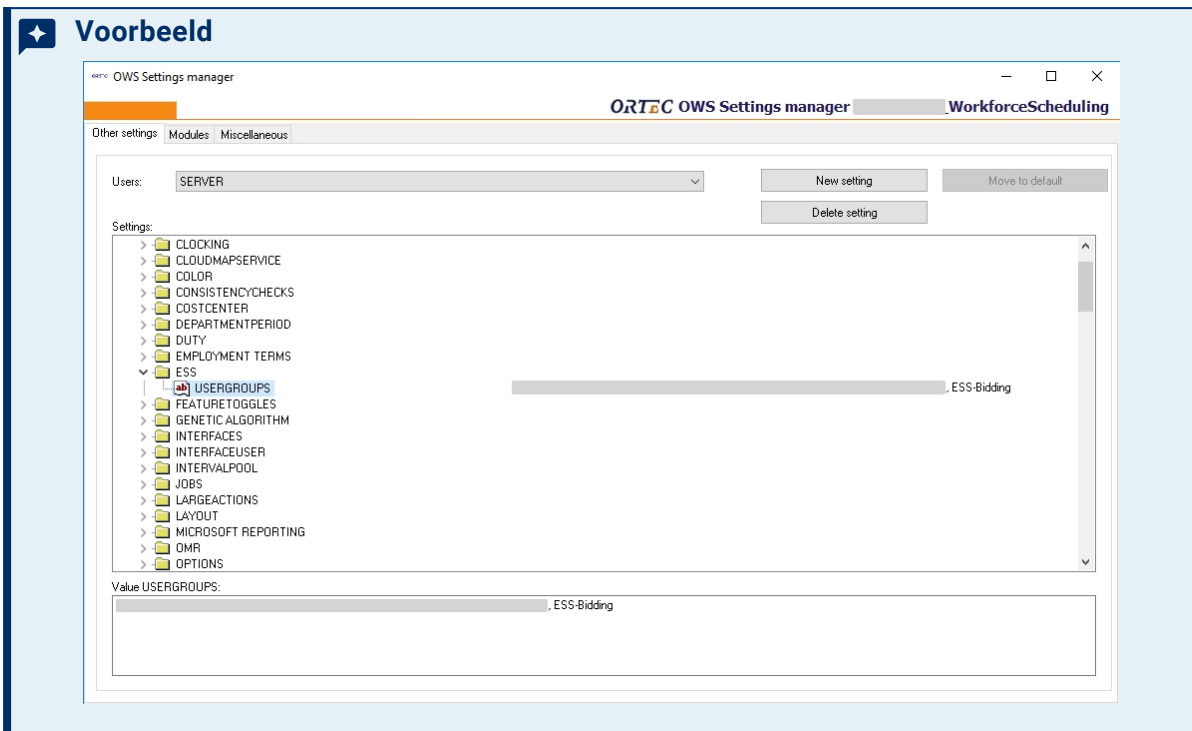 Voorbeeld
ORTEC OWS Settings manager
ORTEC OWS Settings manager _WorkforceScheduling
Other settings Modules Miscellaneous
Users: SERVER New setting Move to default
Delete setting
Settings:
CLOCKING
CLOUDMAPSERVICE
COLOR
CONSISTENCYCHECKS
COSTCENTER
DEPARTMENTPERIOD
DUTY
EMPLOYMENT TERMS
ESS
ab USERGROUPS , ESS-Bidding
FEATURETOGGLES
GENETIC ALGORITHM
INTERFACES
INTERFACEUSER
INTERVALPOOL
JOBS
LARGEACTIONS
LAYOUT
MICROSOFT REPORTING
OMR
OPTIONS
Value USERGROUPS:
, ESS-Bidding